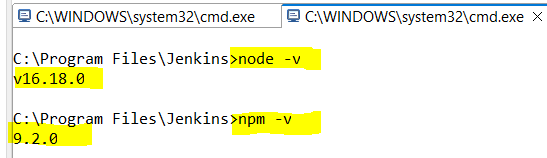 C:\WINDOWS\system32\cmd.exe
C:\WINDOWS\system32\cmd.exe
C:\Program Files\Jenkins>node -v
v16.18.0
C:\Program Files\Jenkins>npm -v
9.2.0